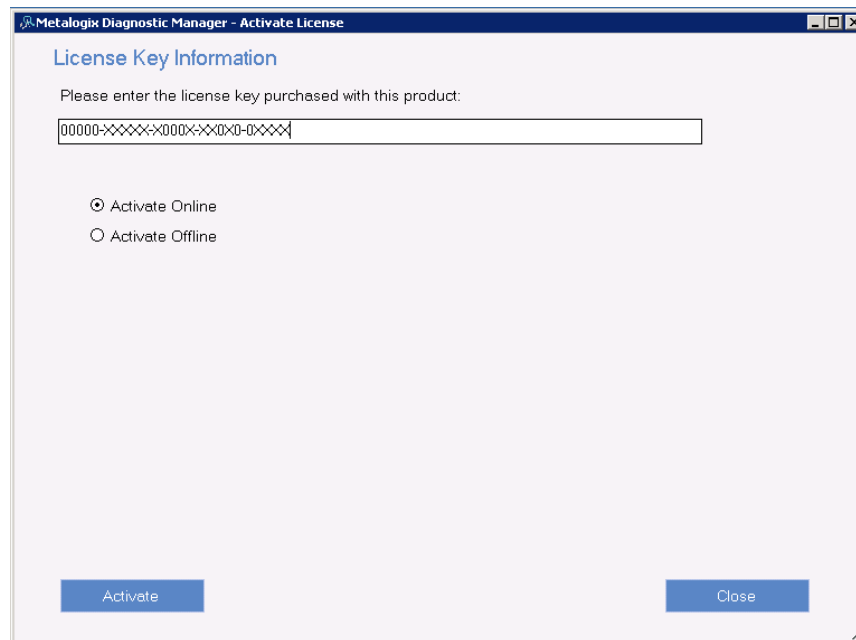 Metalogix Diagnostic Manager - Activate License
License Key Information
Please enter the license key purchased with this product:
00000-XXXXX-X000X-XX0X0-0XXXX
Activate Online
Activate Offline
Activate
Close